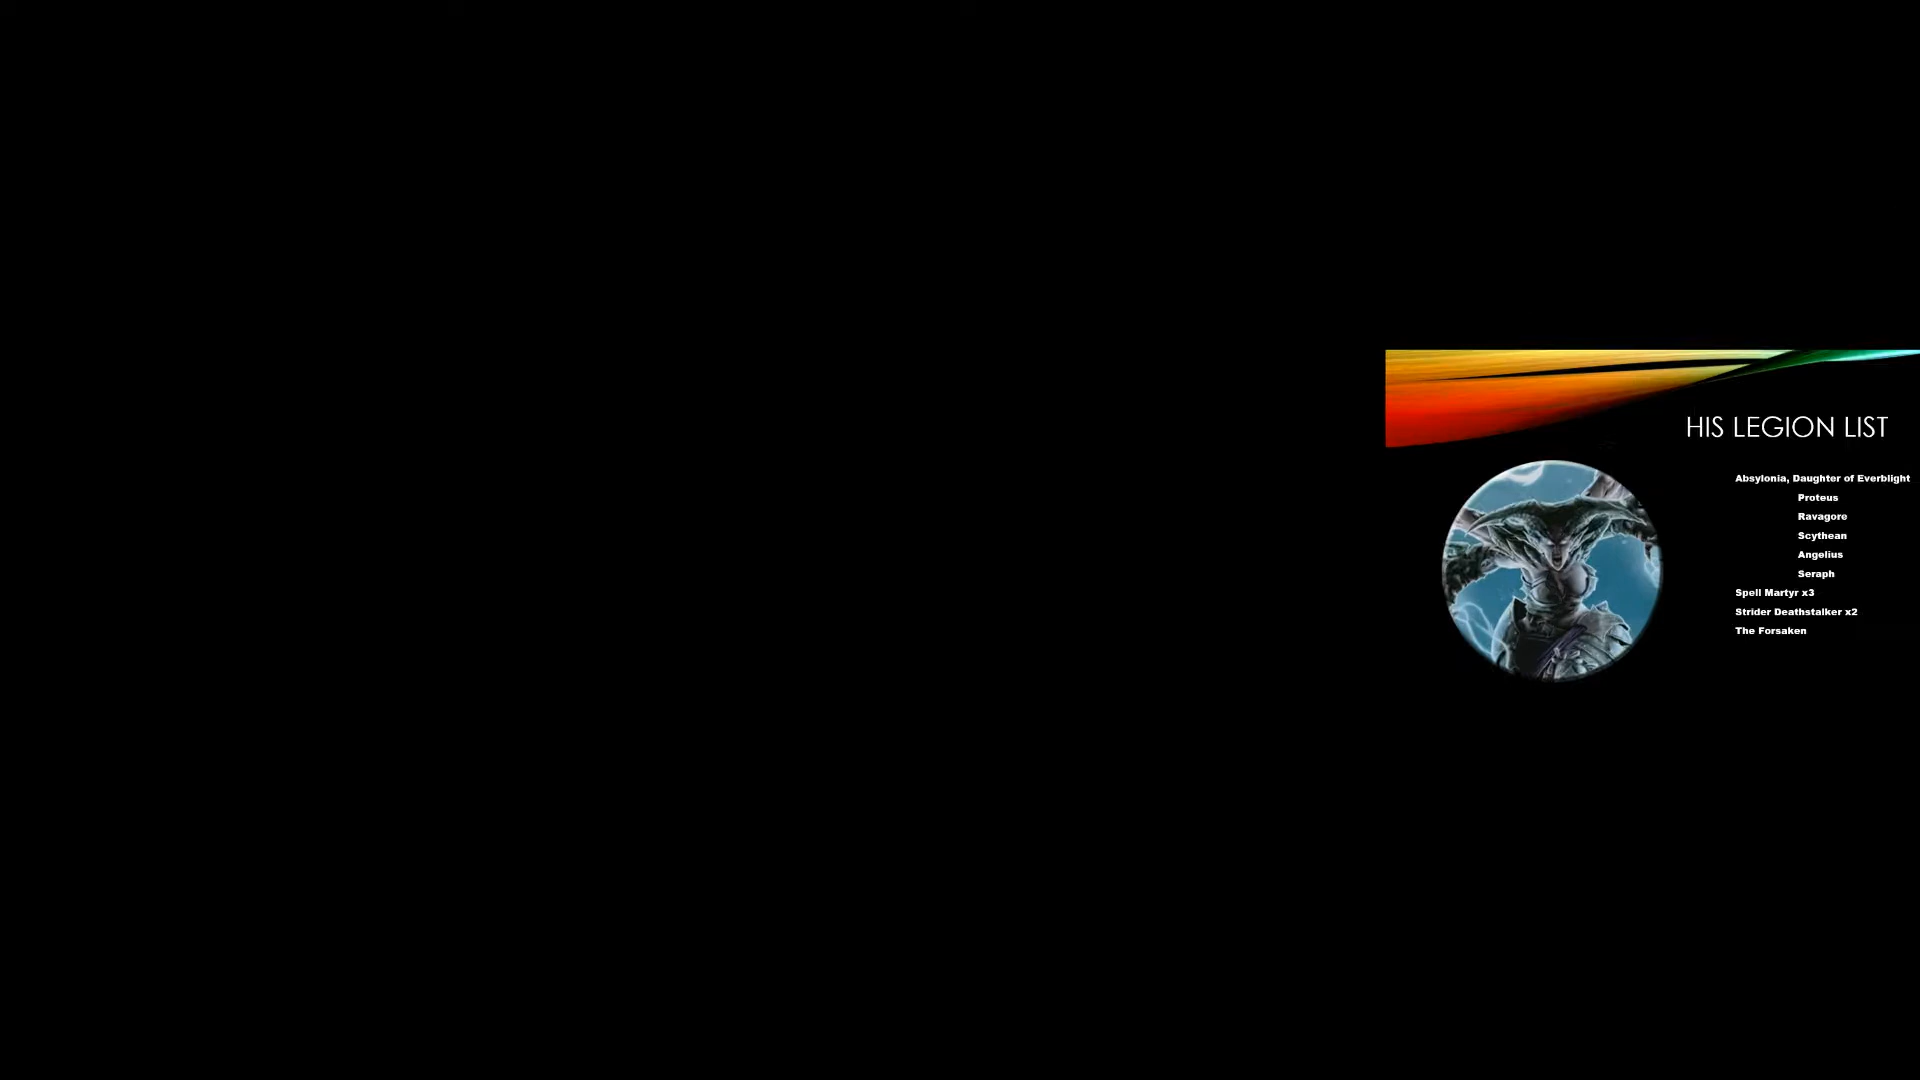 HIS LEGION LIST
Absylonia, Daughter of Everblight
Proteus
Ravagore
Scythean
Angelius
Seraph
Spell Martyr x3
Strider Deathstalker x2
The Forsaken